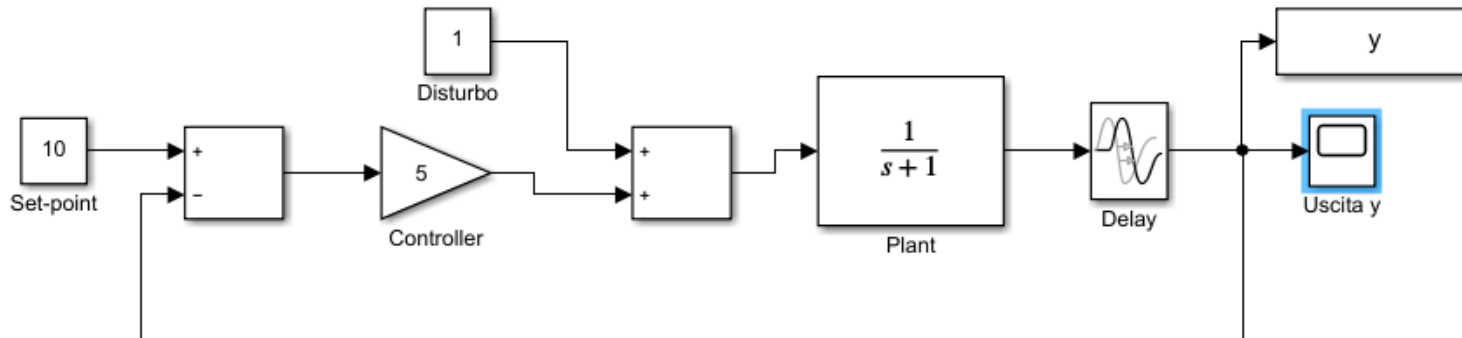 1
Disturbo
y
10
Set-point
+
−
5
Controller
+
+
1
s + 1
Plant
Delay
Uscita y